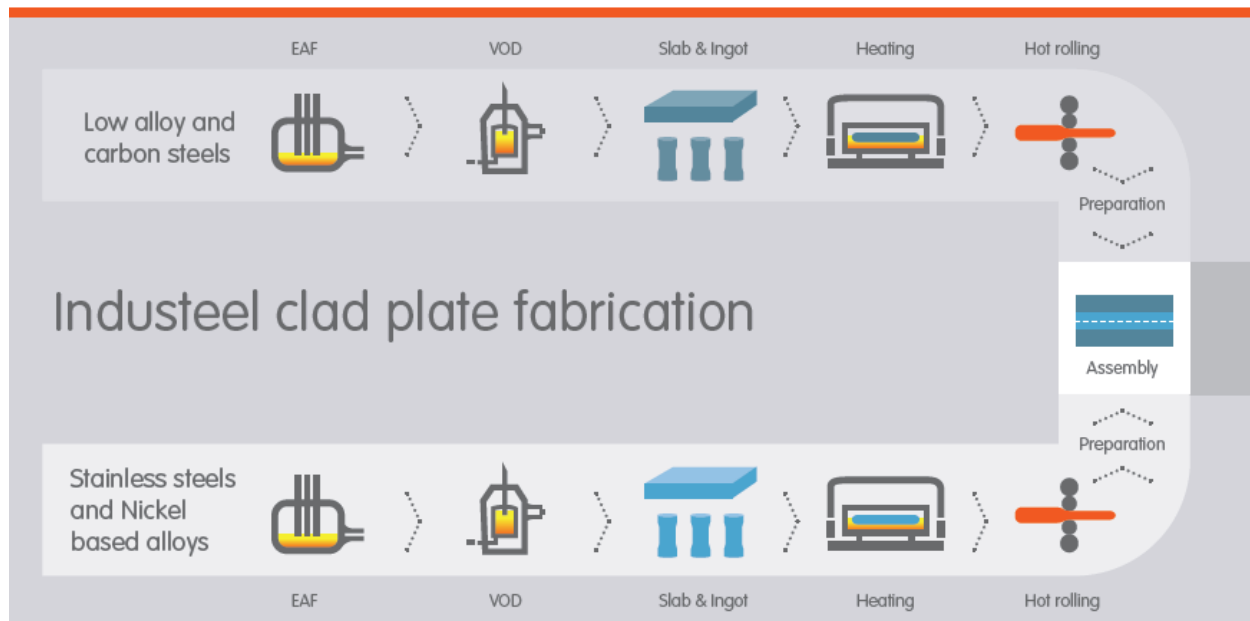 EAF
VOD
Slab & Ingot
Heating
Hot rolling
Low alloy and
carbon steels
Preparation
Industeel clad plate fabrication
Assembly
Preparation
Stainless steels
and Nickel
based alloys
EAF
VOD
Slab & Ingot
Heating
Hot rolling